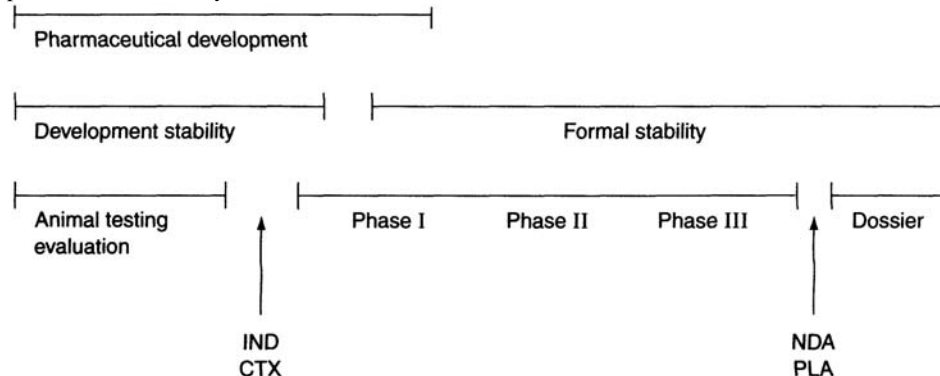 Pharmaceutical development
Development stability Formal stability
Animal testing Phase I Phase II Phase III Dossier
evaluation
IND NDA
CTX PLA